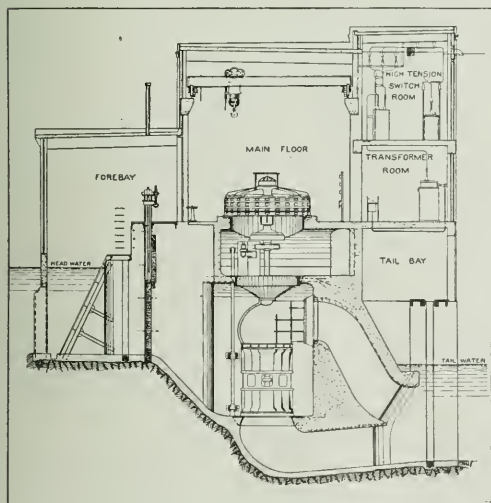 HIGH TENSION
SWITCH
ROOM
MAIN FLOOR
TRANSFORMER
ROOM
FOREBAY
TAIL BAY
HEAD WATER
TAIL WATER